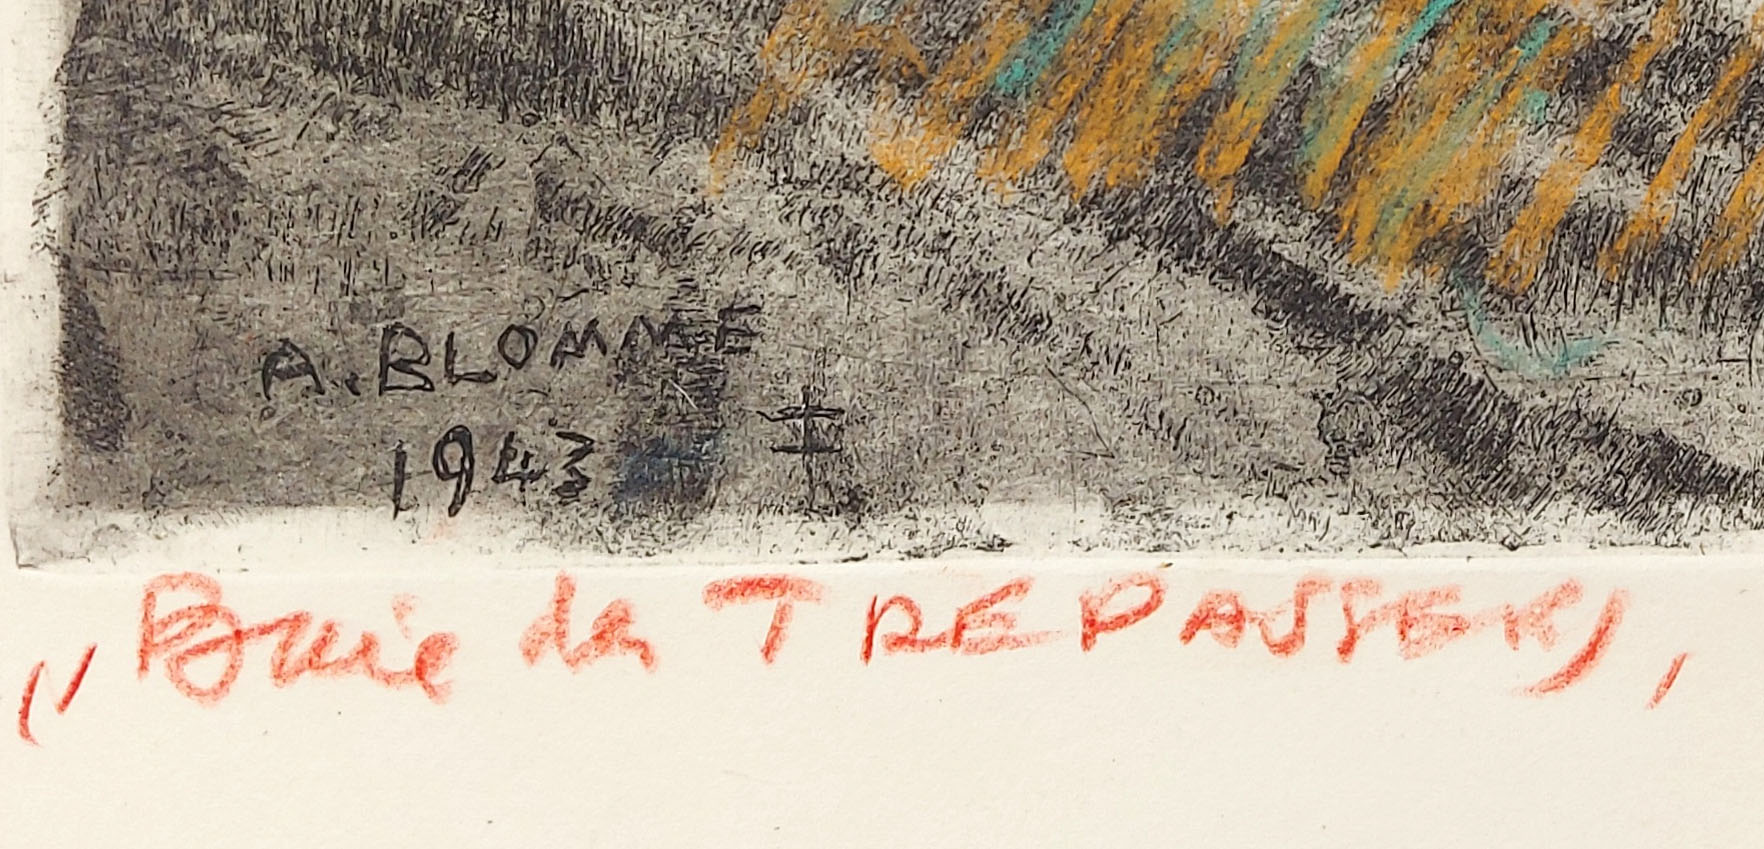 A. BLOMME
1943 ‡
" Baie des TREPASSES,